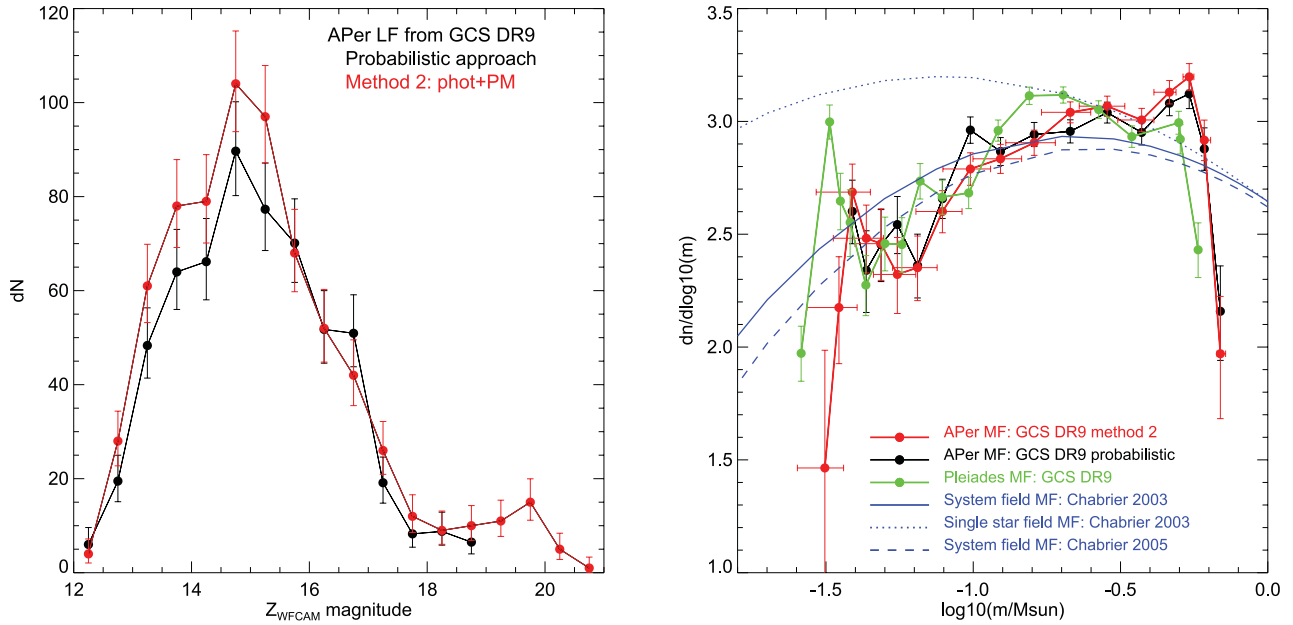 APer LF from GCS DR9
Probabilistic approach
Method 2: phot+PM
dN
120
100
80
60
40
20
0
12 14 16 18 20
Z_WFCAM magnitude
dn/dlog10(m)
3.5
3.0
2.5
2.0
1.5
1.0
APer MF: GCS DR9 method 2
APer MF: GCS DR9 probabilistic
Pleiades MF: GCS DR9
System field MF: Chabrier 2003
Single star field MF: Chabrier 2003
System field MF: Chabrier 2005
-1.5 -1.0 -0.5 0.0
log10(m/Msun)